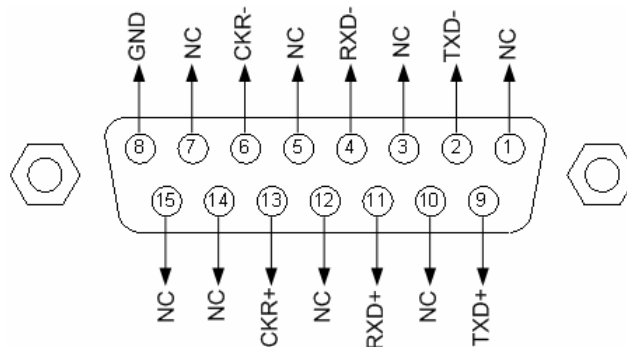 GND NC CKR- NC RXD- NC TXD- NC
8 7 6 5 4 3 2 1
15 14 13 12 11 10 9
NC NC CKR+ NC RXD+ NC TXD+